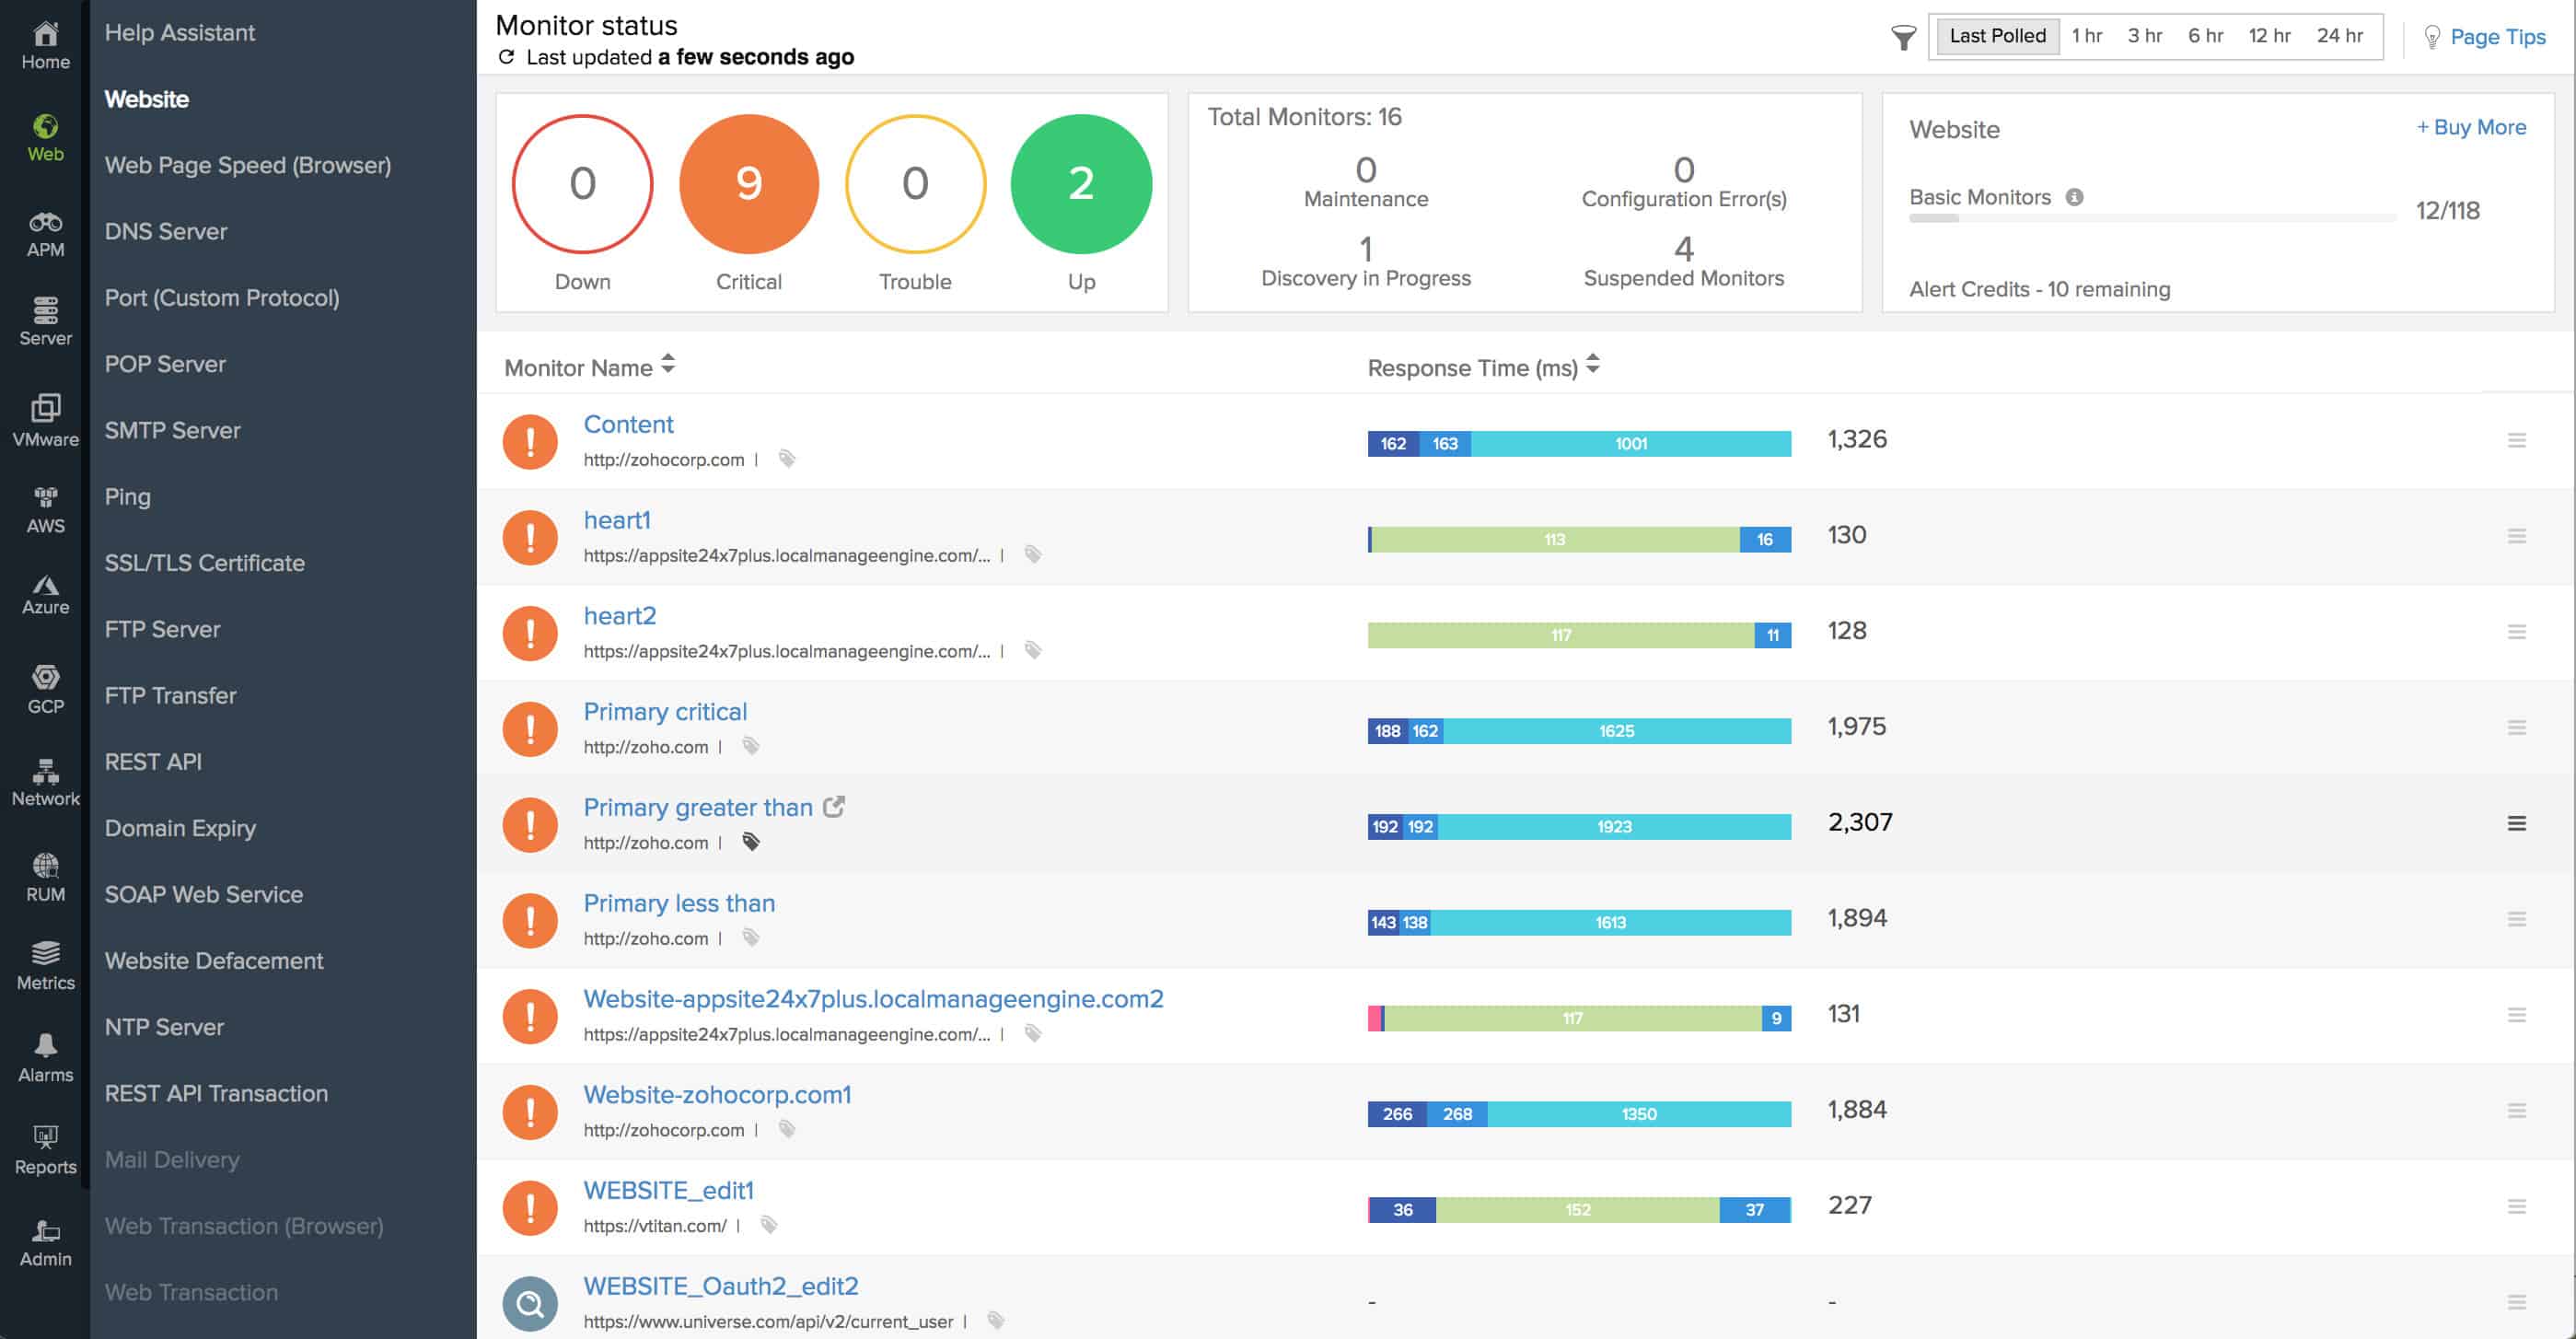 Home
Web
APM
Server
VMware
AWS
Azure
GCP
Network
RUM
Metrics
Alarms
Reports
Admin
Help Assistant
Website
Web Page Speed (Browser)
DNS Server
Port (Custom Protocol)
POP Server
SMTP Server
Ping
SSL/TLS Certificate
FTP Server
FTP Transfer
REST API
Domain Expiry
SOAP Web Service
Website Defacement
NTP Server
REST API Transaction
Mail Delivery
Web Transaction (Browser)
Web Transaction
Monitor status
Last updated a few seconds ago
Last Polled 1 hr 3 hr 6 hr 12 hr 24 hr
Page Tips
0 9 0 2
Down Critical Trouble Up
Total Monitors: 16
0 0
Maintenance Configuration Error(s)
1 4
Discovery in Progress Suspended Monitors
Website + Buy More
Basic Monitors 12/118
Alert Credits - 10 remaining
Monitor Name Response Time (ms)
Content
http://zohocorp.com |
162 163 1001 1,326
heart1
https://appsite24x7plus.localmanageengine.com/... |
113 16 130
heart2
https://appsite24x7plus.localmanageengine.com/... |
117 11 128
Primary critical
http://zoho.com |
188 162 1625 1,975
Primary greater than
http://zoho.com |
192 192 1923 2,307
Primary less than
http://zoho.com |
143 138 1613 1,894
Website-appsite24x7plus.localmanageengine.com2
https://appsite24x7plus.localmanageengine.com/... |
117 9 131
Website-zohocorp.com1
http://zohocorp.com |
266 268 1350 1,884
WEBSITE_edit1
https://vtitan.com/ |
36 152 37 227
WEBSITE_Oauth2_edit2
https://www.universe.com/api/v2/current_user |
- -